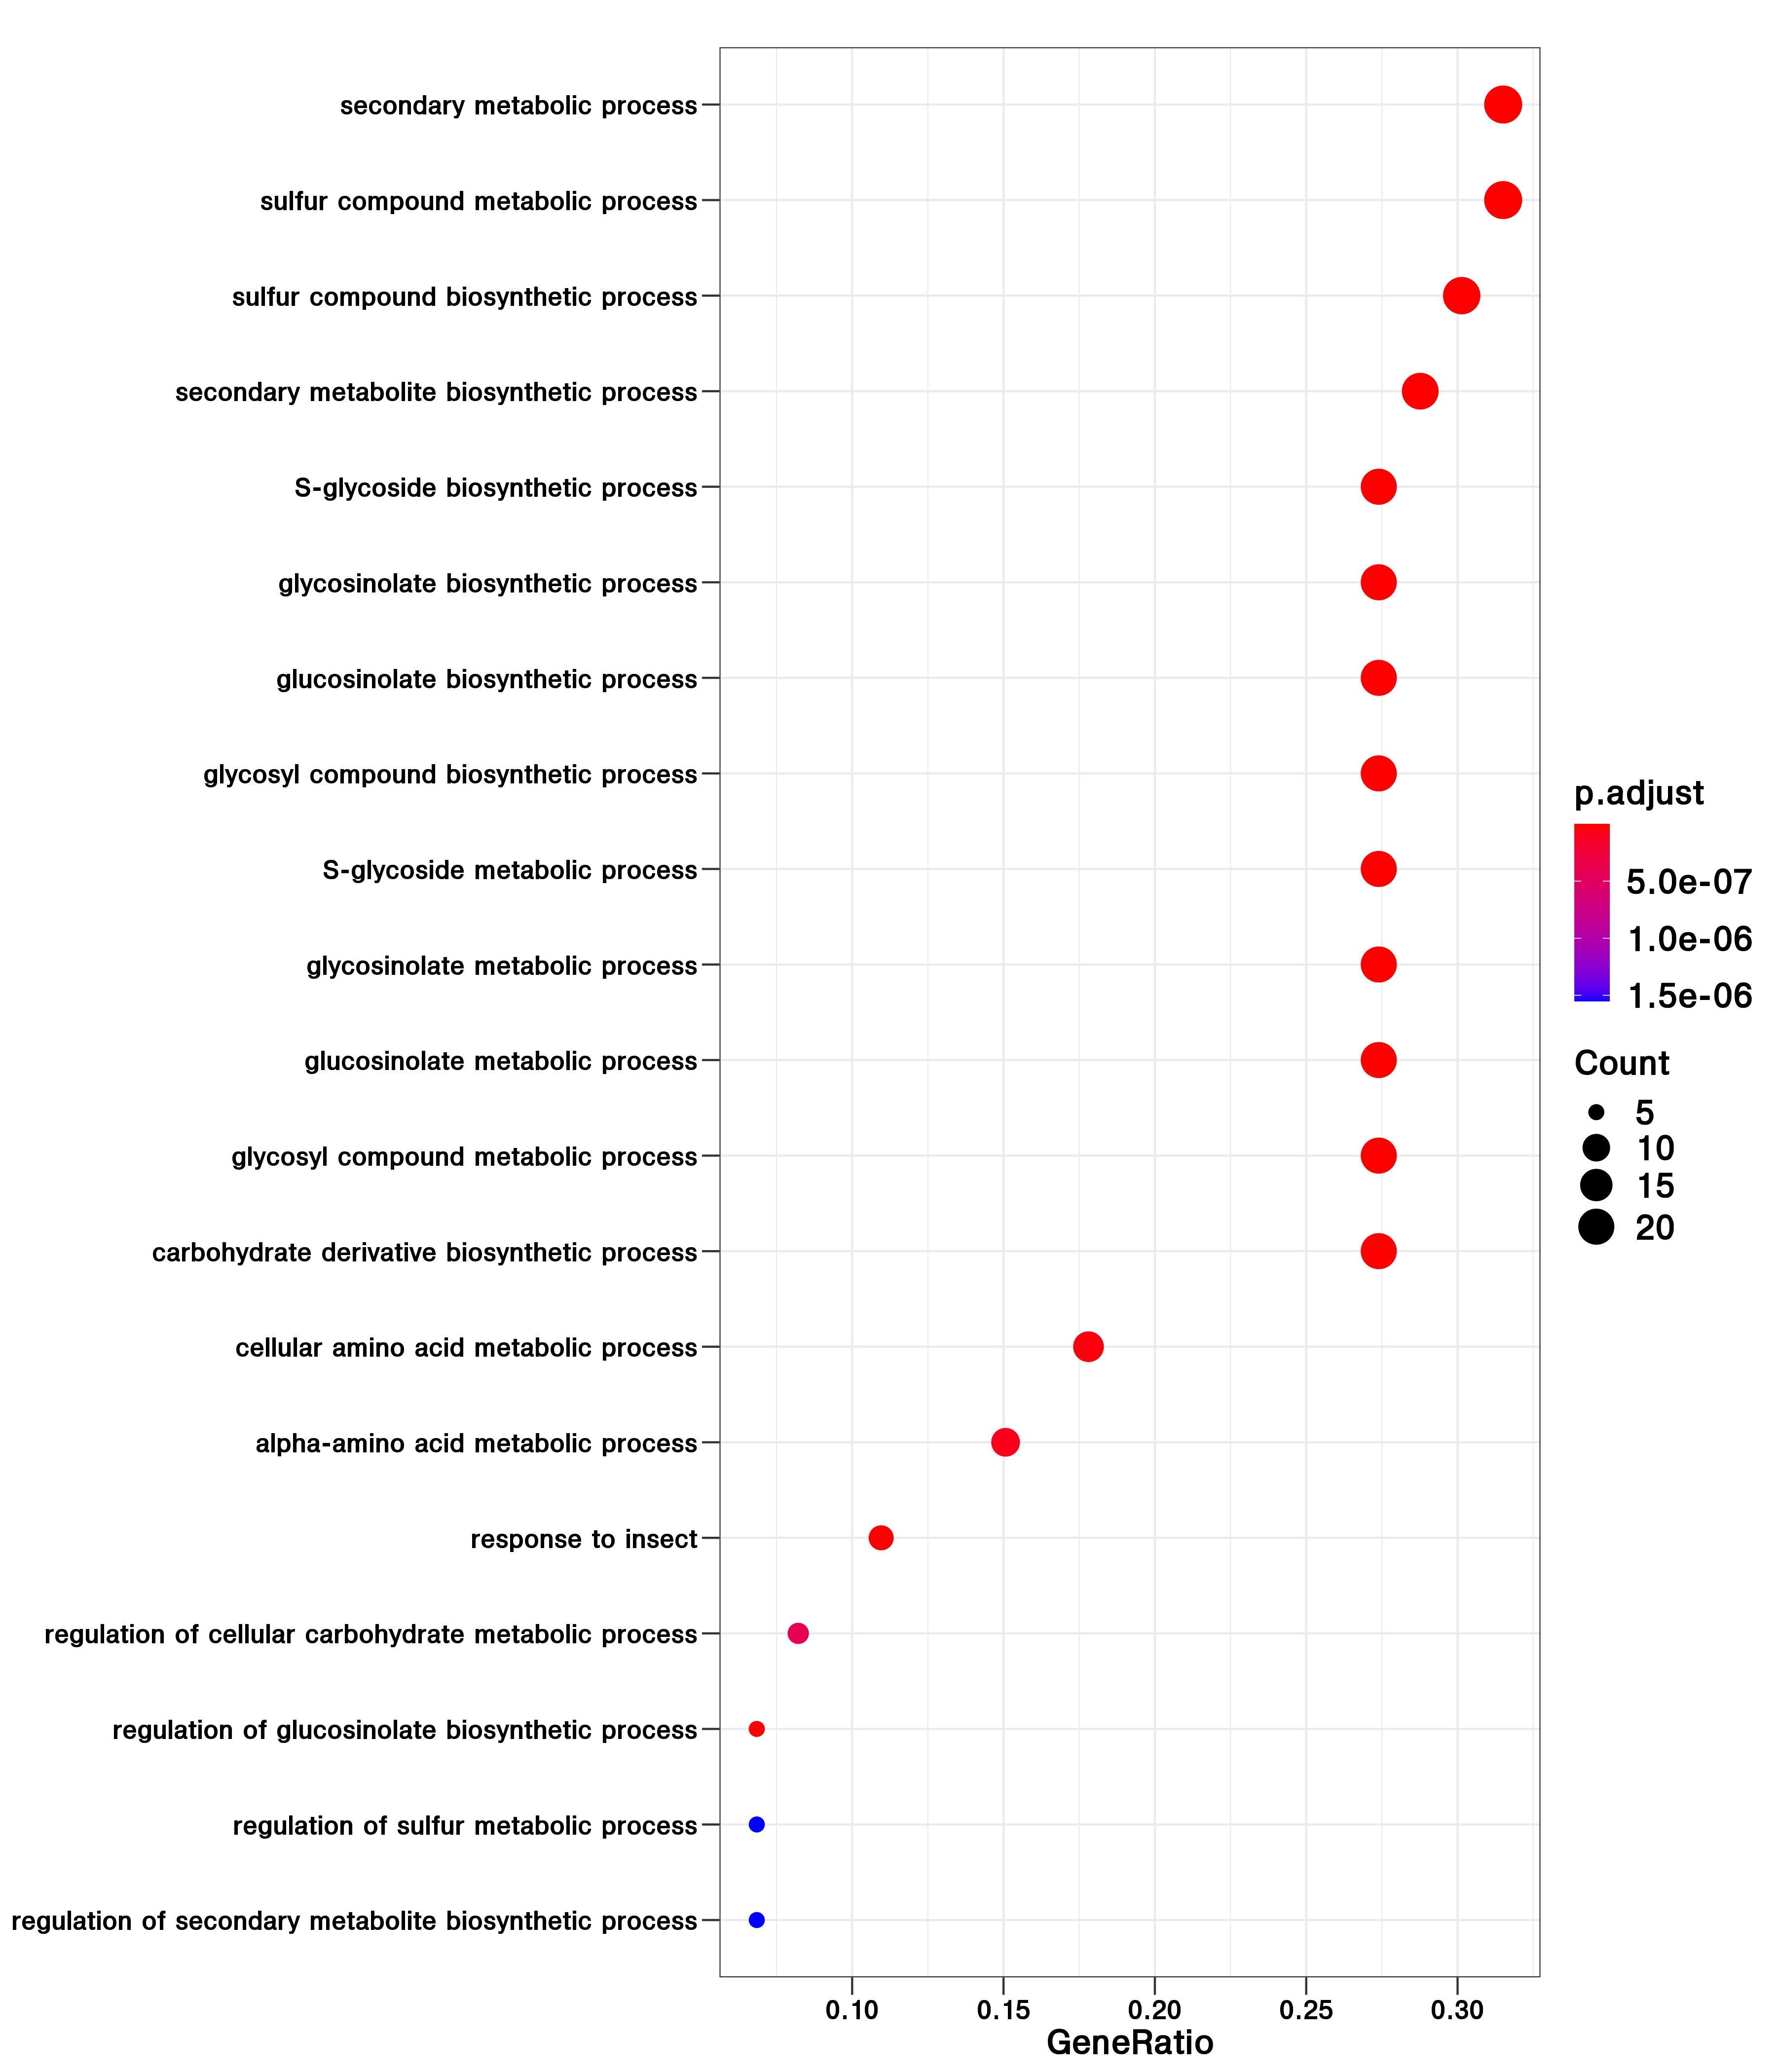 secondary metabolic process
sulfur compound metabolic process
sulfur compound biosynthetic process
secondary metabolite biosynthetic process
S-glycoside biosynthetic process
glycosinolate biosynthetic process
glucosinolate biosynthetic process
glycosyl compound biosynthetic process
S-glycoside metabolic process
glycosinolate metabolic process
glucosinolate metabolic process
glycosyl compound metabolic process
carbohydrate derivative biosynthetic process
cellular amino acid metabolic process
alpha-amino acid metabolic process
response to insect
regulation of cellular carbohydrate metabolic process
regulation of glucosinolate biosynthetic process
regulation of sulfur metabolic process
regulation of secondary metabolite biosynthetic process
0.10 0.15 0.20 0.25 0.30
GeneRatio
p.adjust
5.0e-07
1.0e-06
1.5e-06
Count
5
10
15
20